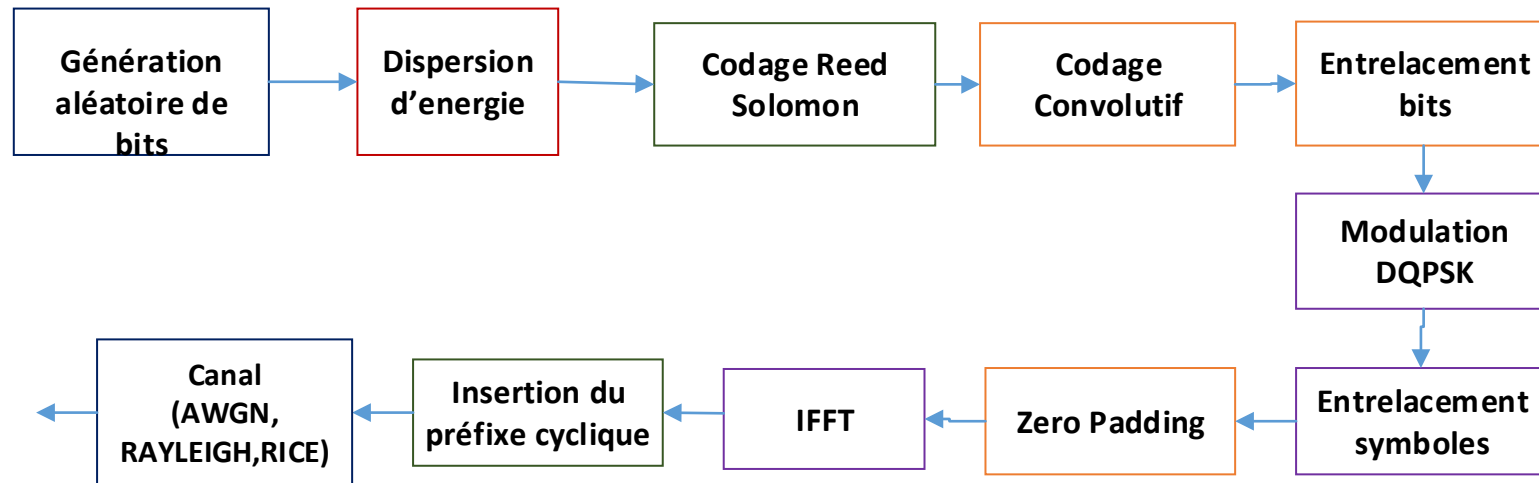 Génération
aléatoire de
bits
Dispersion
d’energie
Codage Reed
Solomon
Codage
Convolutif
Entrelacement
bits
Modulation
DQPSK
Entrelacement
symboles
Zero Padding
IFFT
Insertion du
préfixe cyclique
Canal
(AWGN,
RAYLEIGH,RICE)